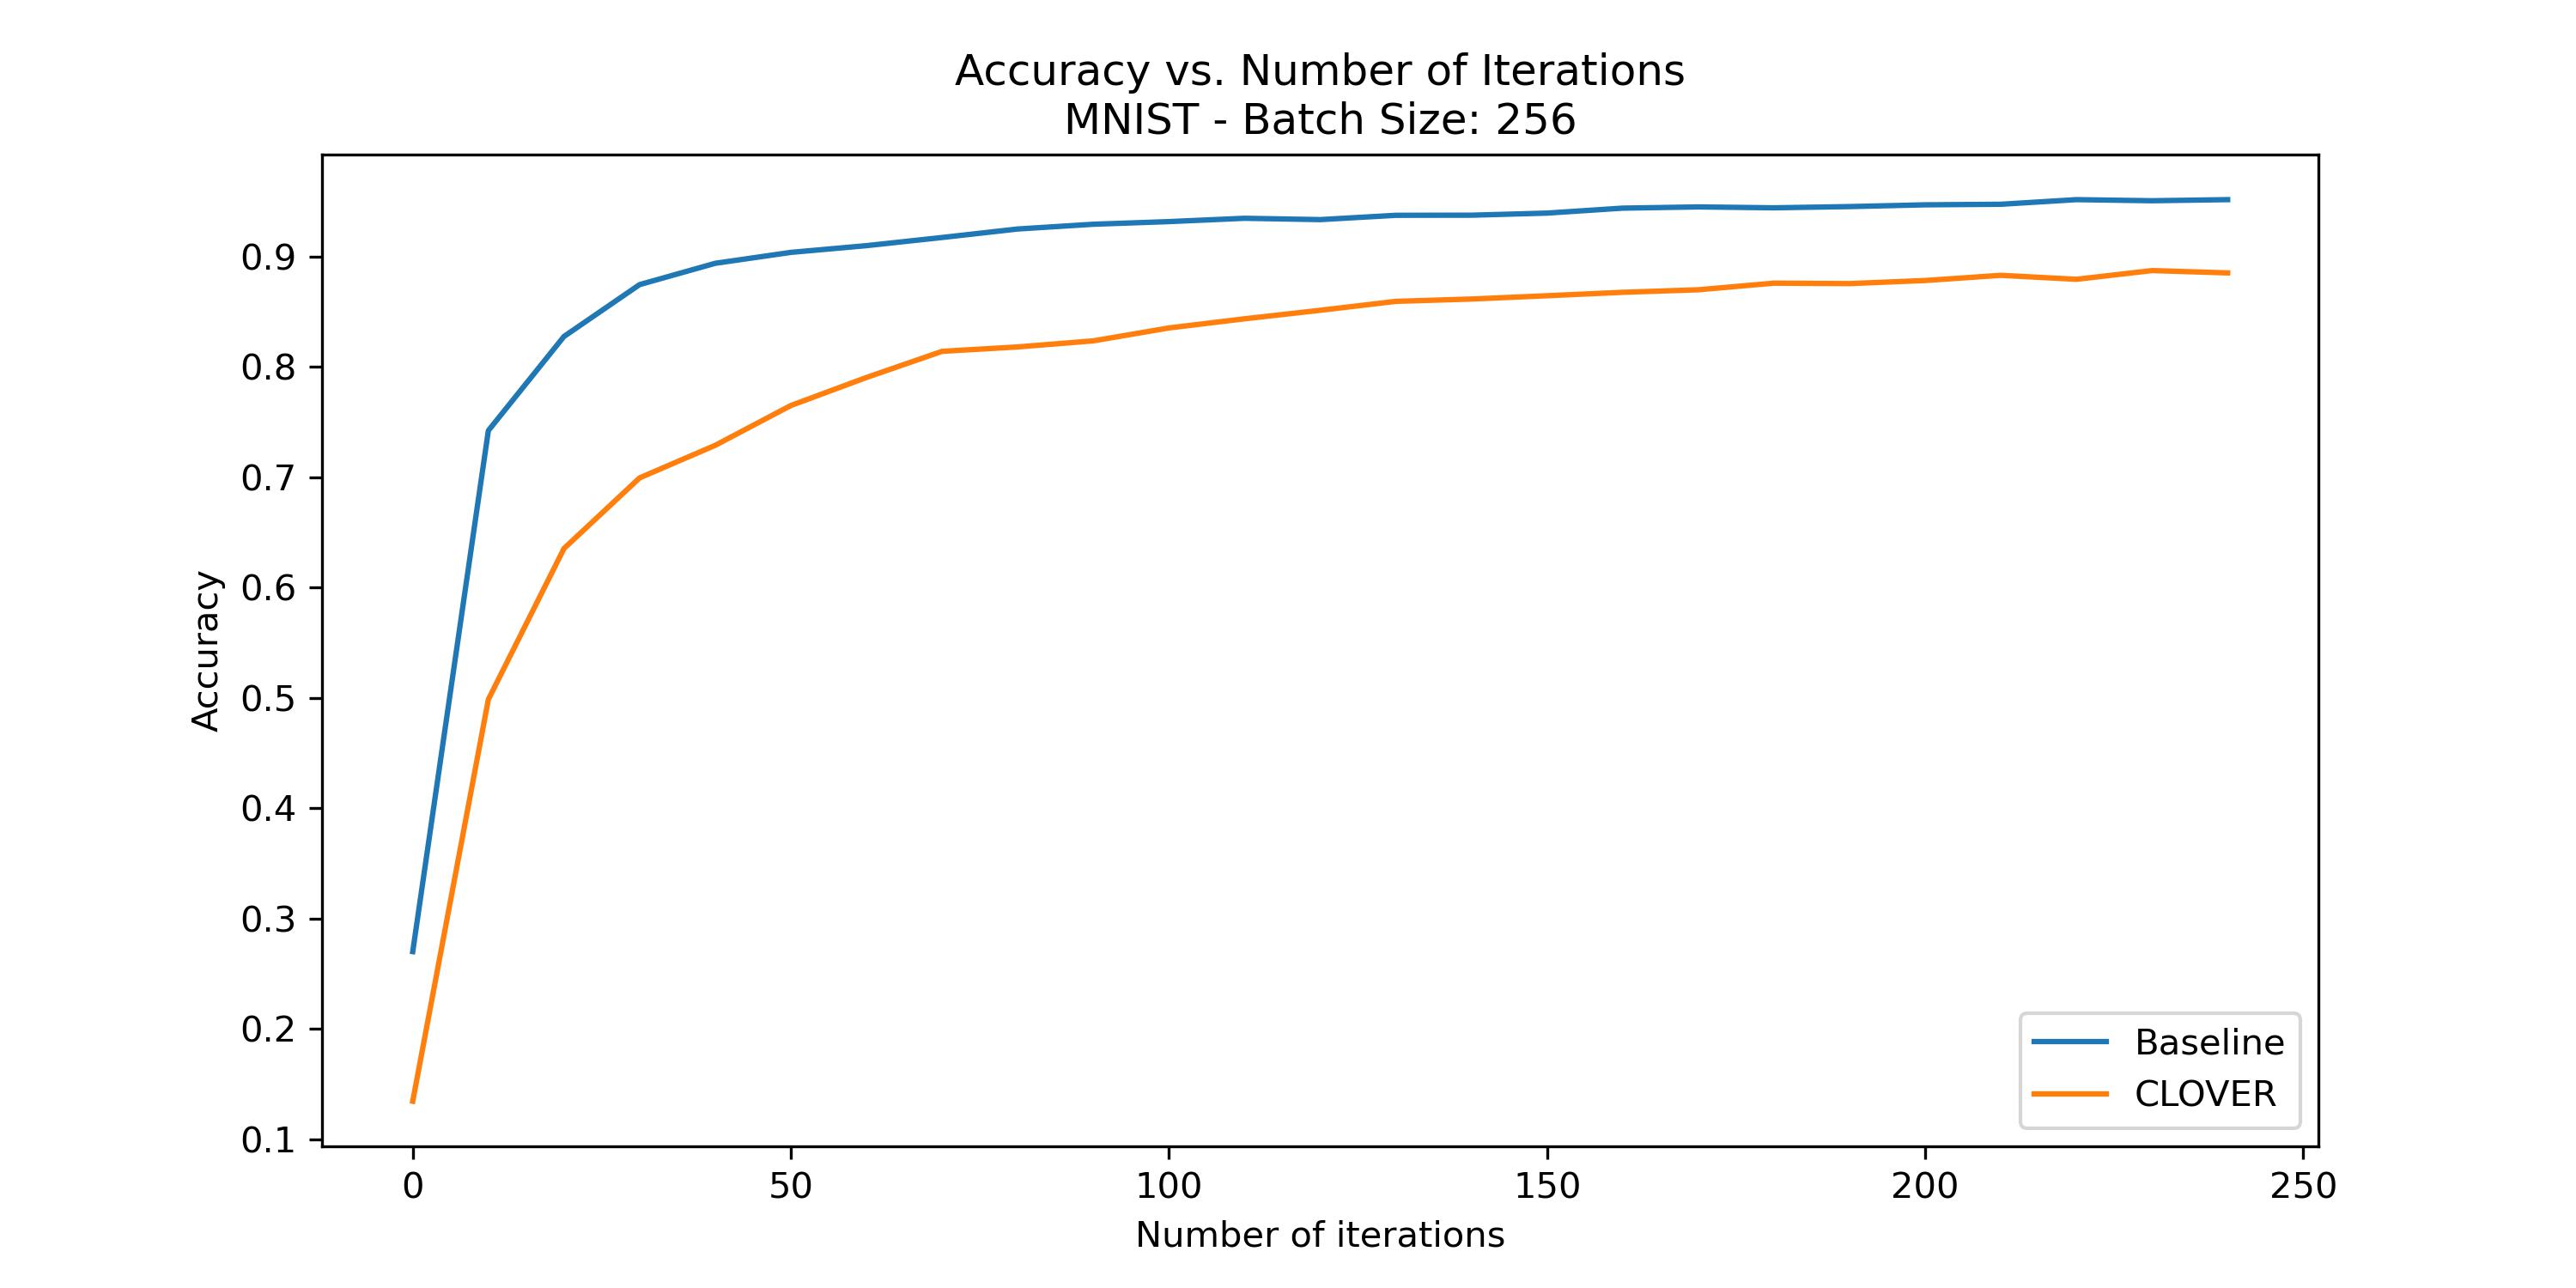 Accuracy vs. Number of Iterations
MNIST - Batch Size: 256
Accuracy
0.9
0.8
0.7
0.6
0.5
0.4
0.3
0.2
0.1
0 50 100 150 200 250
Number of iterations
Baseline
CLOVER